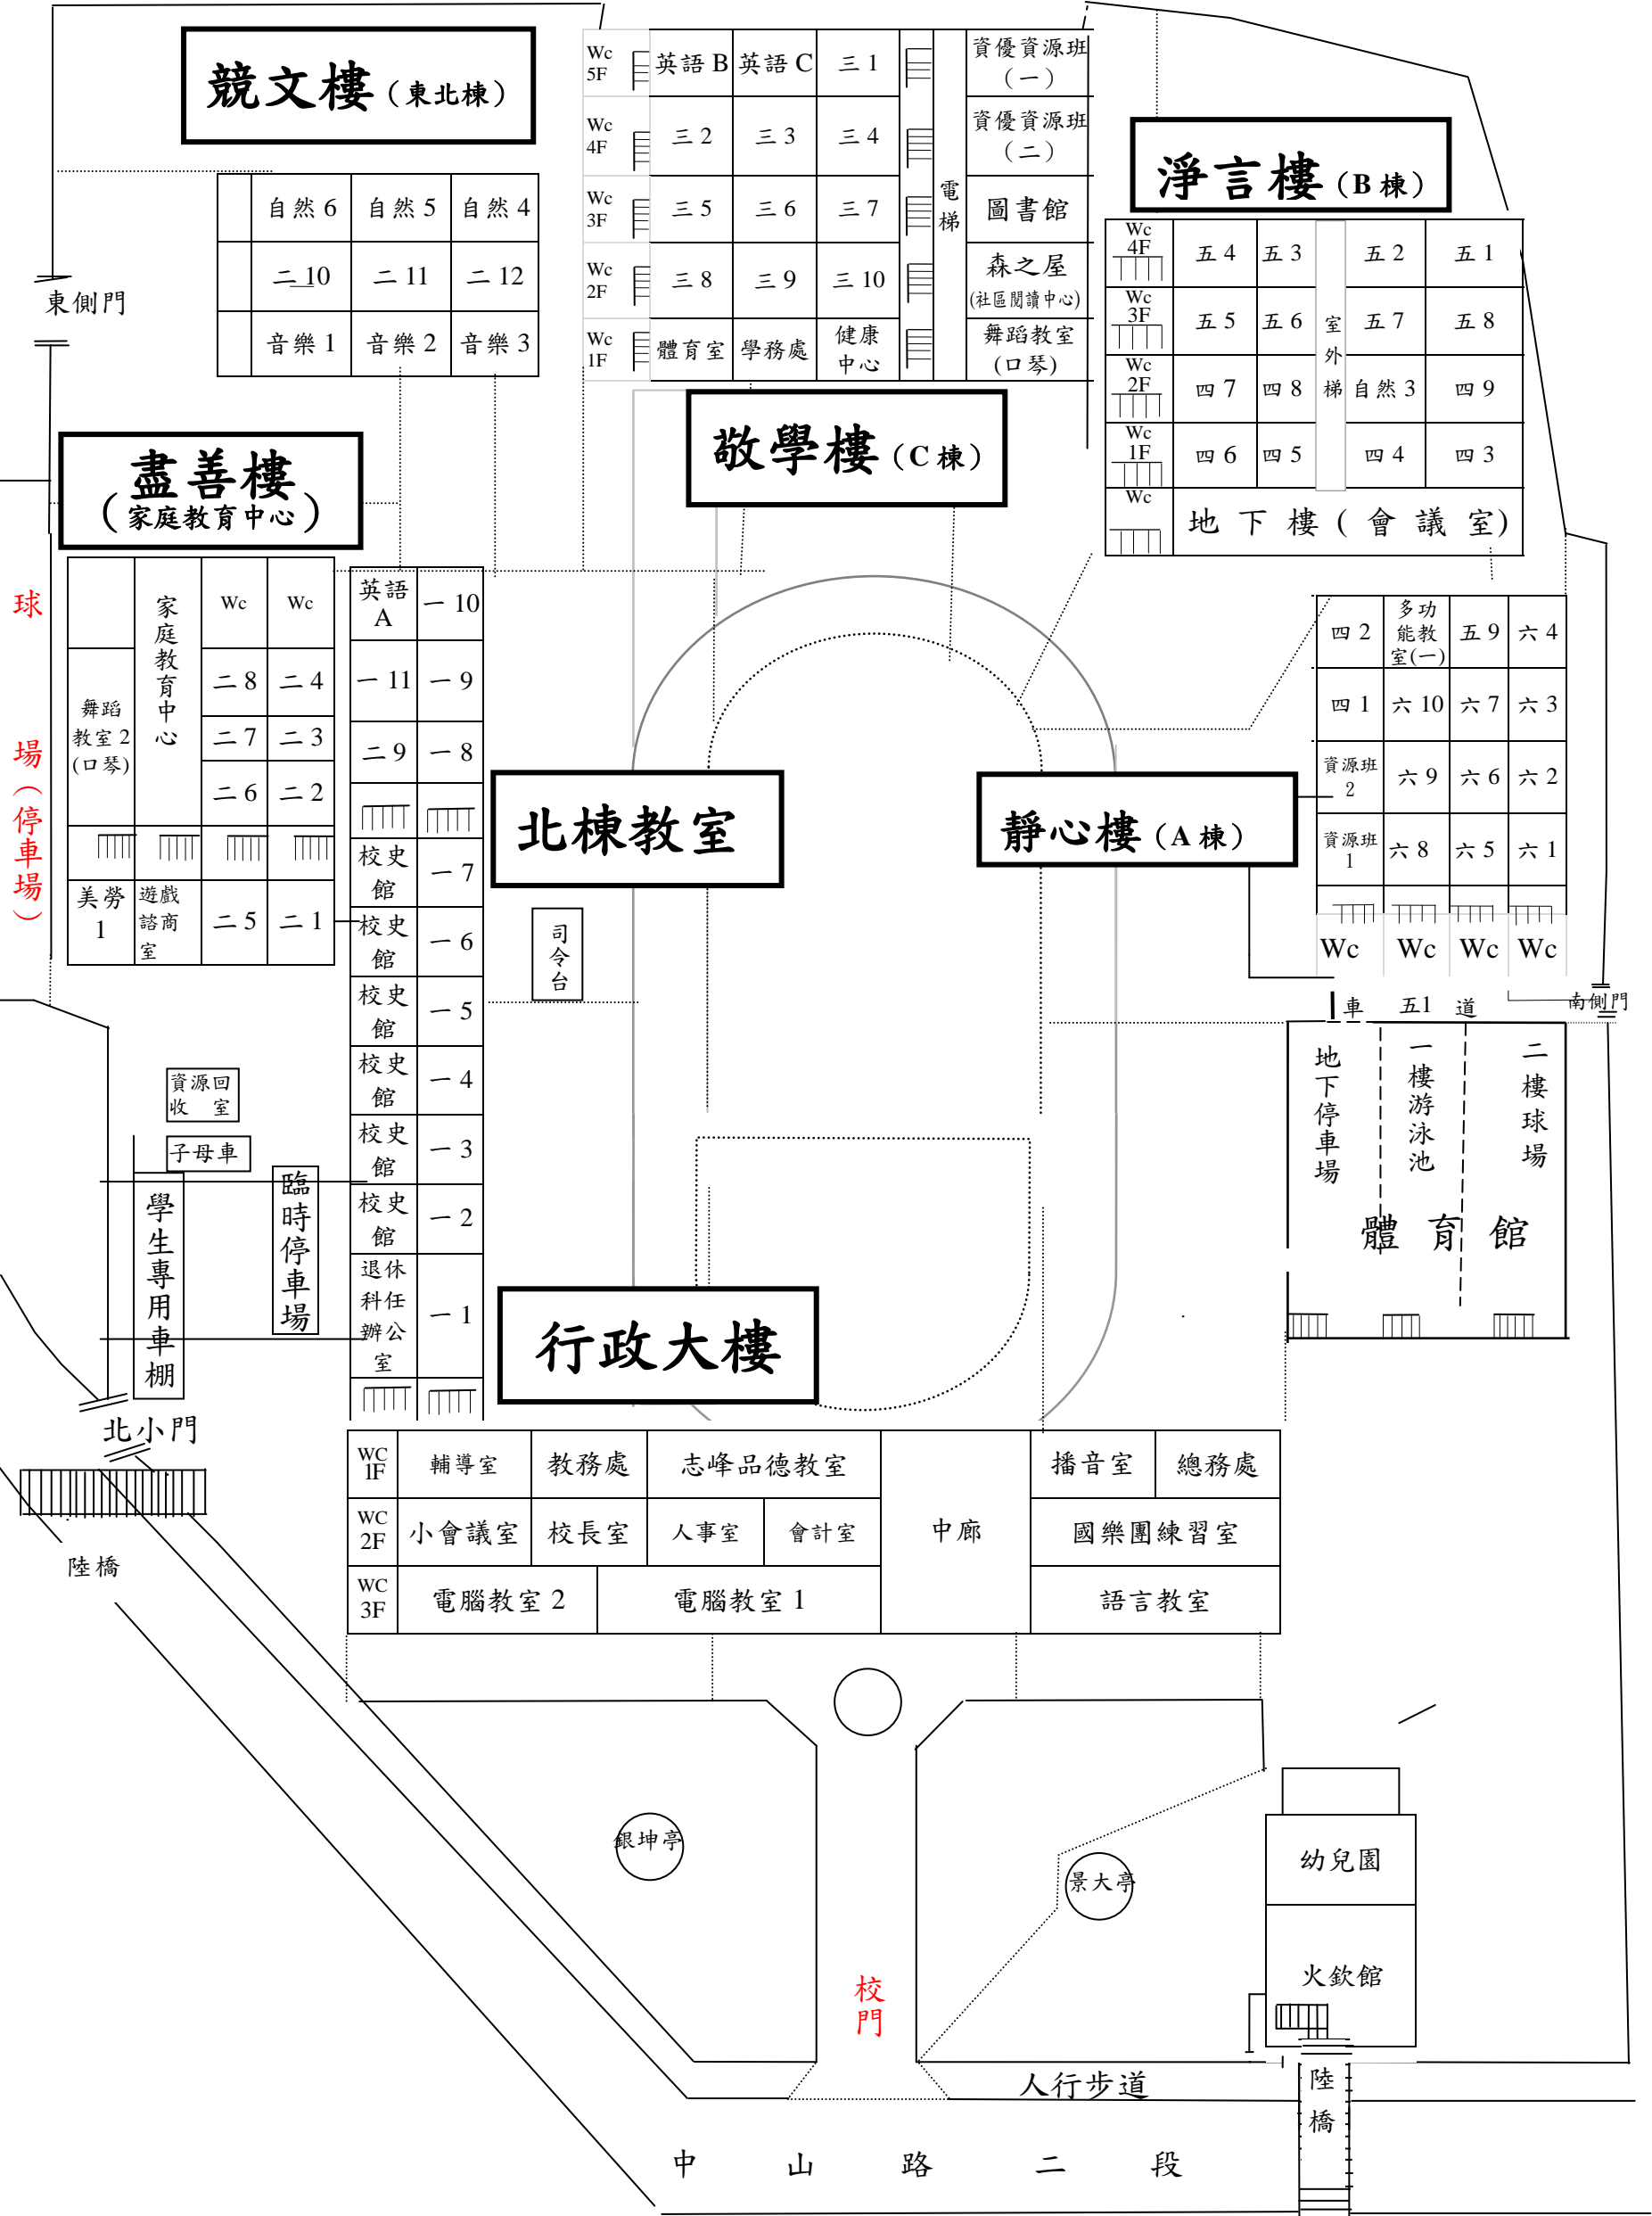 競文樓（東北棟）
自然 6 自然 5 自然 4
二 10 二 11 二 12
音樂 1 音樂 2 音樂 3
東側門
Wc
5F
英語 B 英語 C 三 1
資優資源班
（一）
Wc
4F
三 2 三 3 三 4
資優資源班
（二）
Wc
3F
三 5 三 6 三 7
圖書館
Wc
2F
三 8 三 9 三 10
森之屋
(社區閱讀中心)
Wc
1F
體育室 學務處
健康
中心
舞蹈教室
(口琴)
電梯
敬學樓（C 棟）
淨言樓（B 棟）
Wc
4F
五 4 五 3 五 2 五 1
Wc
3F
五 5 五 6 五 7 五 8
Wc
2F
四 7 四 8 自然 3 四 9
Wc
1F
四 6 四 5 四 4 四 3
室外梯
Wc
地下樓(會議室)
盡善樓
（家庭教育中心）
家庭教育中心
Wc Wc
二 8 二 4
舞蹈
教室 2
(口琴)
二 7 二 3
二 6 二 2
美勞
1
遊戲
諮商
室
二 5 二 1
球場（停車場）
英語
A
一 10
一 11 一 9
二 9 一 8
校史
館
一 7
校史
館
一 6
校史
館
一 5
校史
館
一 4
校史
館
一 3
校史
館
一 2
退休
科任
辦公
室
一 1
北棟教室
司令台
靜心樓（A 棟）
四 2
多功
能教
室(一)
五 9 六 4
四 1 六 10 六 7 六 3
資源班
2
六 9 六 6 六 2
資源班
1
六 8 六 5 六 1
Wc Wc Wc Wc
車 五1 道
南側門
地下停車場
一樓游泳池
二樓球場
體育館
資源回
收 室
子母車
學生專用車棚
臨時停車場
北小門
陸橋
行政大樓
WC
1F
輔導室 教務處 志峰品德教室 播音室 總務處
WC
2F
小會議室 校長室 人事室 會計室 中廊 國樂團練習室
WC
3F
電腦教室 2 電腦教室 1 語言教室
銀坤亭
景大亭
幼兒園
火欽館
校門
人行步道
陸橋
中山路二段